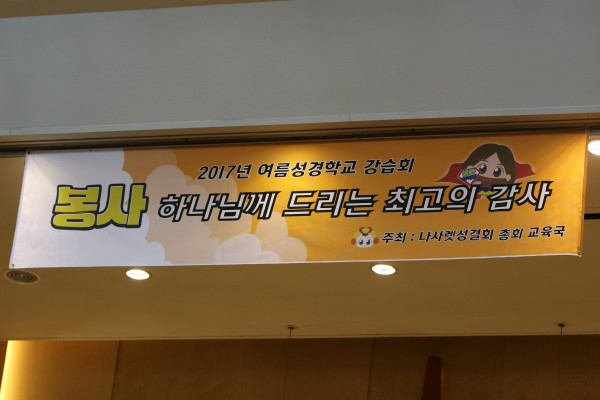 2017년 여름성경학교 강습회
봉사 하나님께 드리는 최고의 감사
주최 : 나사렛성결회 총회 교육국